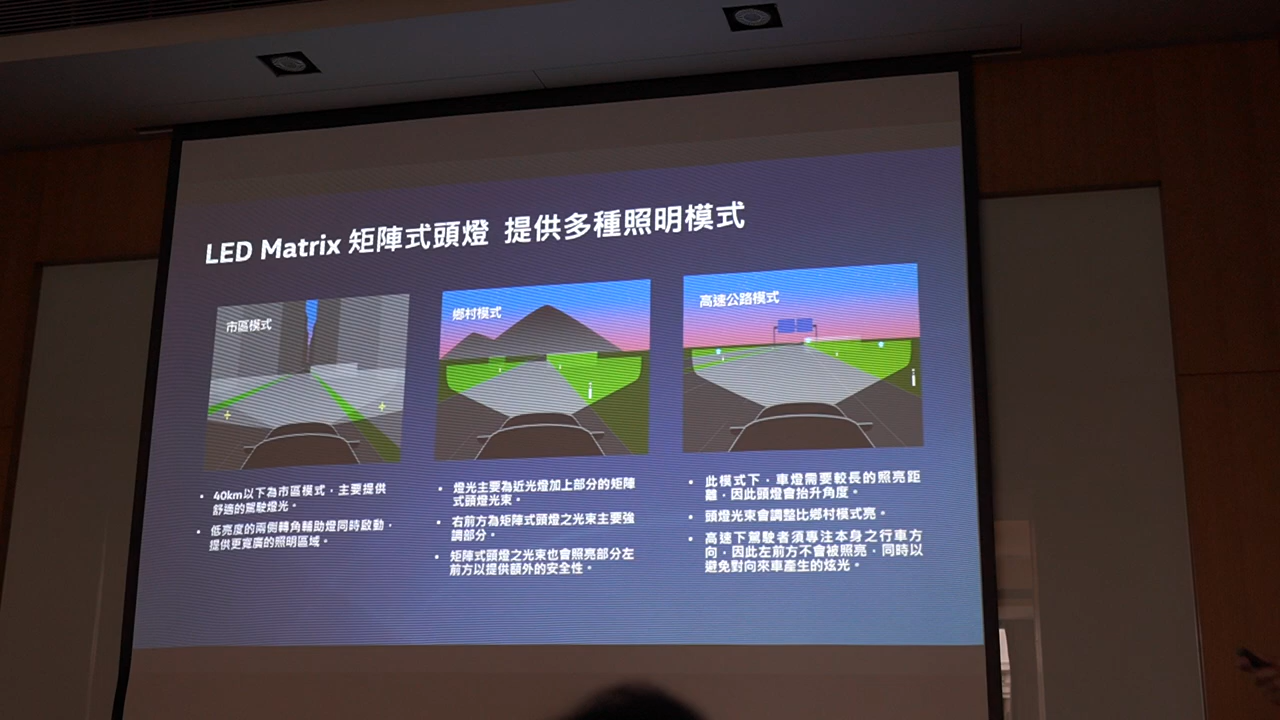 LED Matrix 矩陣式頭燈 提供多種照明模式
市區模式
40km以下為市區模式，主要提供
舒適的駕駛燈光。
低亮度的兩側轉角輔助燈同時啟動，
提供更寬廣的照明區域。
鄉村模式
燈光主要為近光燈加上部分的矩陣
式頭燈光束。
右前方為矩陣式頭燈之光束主要強
調部分。
矩陣式頭燈之光束也會照亮部分左
前方以提供額外的安全性。
高速公路模式
此模式下，車燈需要較長的照亮距
離，因此頭燈會抬升角度。
頭燈光束會調整比鄉村模式亮。
高速下駕駛者須專注本身之行車方
向，因此左前方不會被照亮，同時以
避免對向來車產生的炫光。